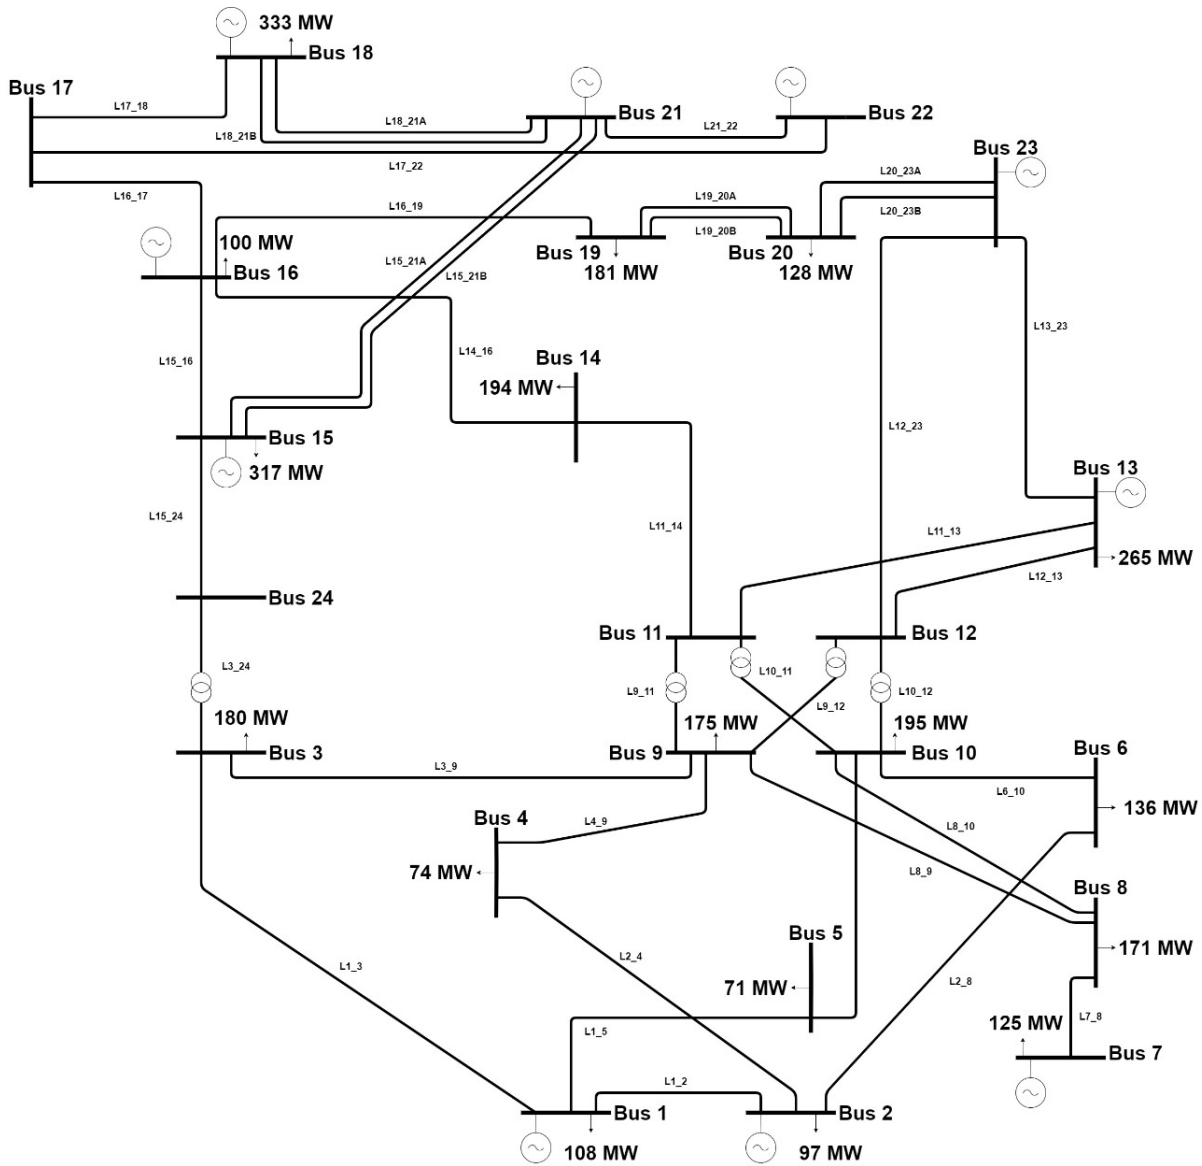 333 MW
Bus 18
Bus 17
L17_18
L18_21A
Bus 21
Bus 22
L18_21B
L21_22
L17_22
Bus 23
L20_23A
L16_17
L19_20A
L16_19
L20_23B
L19_20B
100 MW
Bus 19
Bus 20
L15_21A
Bus 16
181 MW
128 MW
L15_21B
L13_23
L15_16
L14_16
Bus 14
194 MW
L12_23
Bus 15
317 MW
Bus 13
L15_24
L11_14
L11_13
265 MW
L12_13
Bus 24
Bus 11
Bus 12
L3_24
L10_11
L9_11
L10_12
L9_12
180 MW
175 MW
195 MW
Bus 3
Bus 9
Bus 10
Bus 6
L3_9
L6_10
136 MW
Bus 4
L4_9
L8_10
74 MW
L8_9
Bus 8
Bus 5
171 MW
L2_4
L1_3
L2_8
71 MW
L1_5
125 MW
L7_8
Bus 7
L1_2
Bus 1
Bus 2
108 MW
97 MW